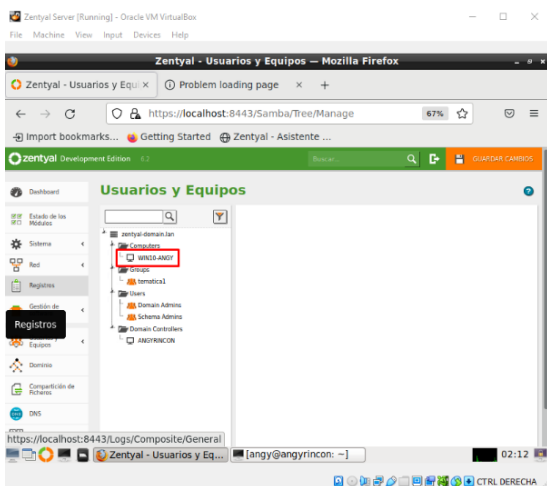 Zentyal Server [Running] - Oracle VM VirtualBox
File Machine View Input Devices Help
Zentyal - Usuarios y Equipos — Mozilla Firefox
Zentyal - Usuarios y Equi ×
Problem loading page ×
https://localhost:8443/Samba/Tree/Manage 67%
Import bookmarks... Getting Started Zentyal - Asistente ...
zentyal Development Edition 6.2 Buscar... GUARDAR CAMBIOS
Dashboard
Estado de los
Módulos
Sistema
Red
Registros
Gestión de
Registros
Equipos
Dominio
Compartición de
Ficheros
DNS
Usuarios y Equipos
zentyal-domain.lan
Computers
WIN10-ANGY
Groups
tematica1
Users
Domain Admins
Schema Admins
Domain Controllers
ANGYRINCON
https://localhost:8443/Logs/Composite/General
Zentyal - Usuarios y Eq... [angy@angyrincon: ~] 02:12
CTRL DERECHA